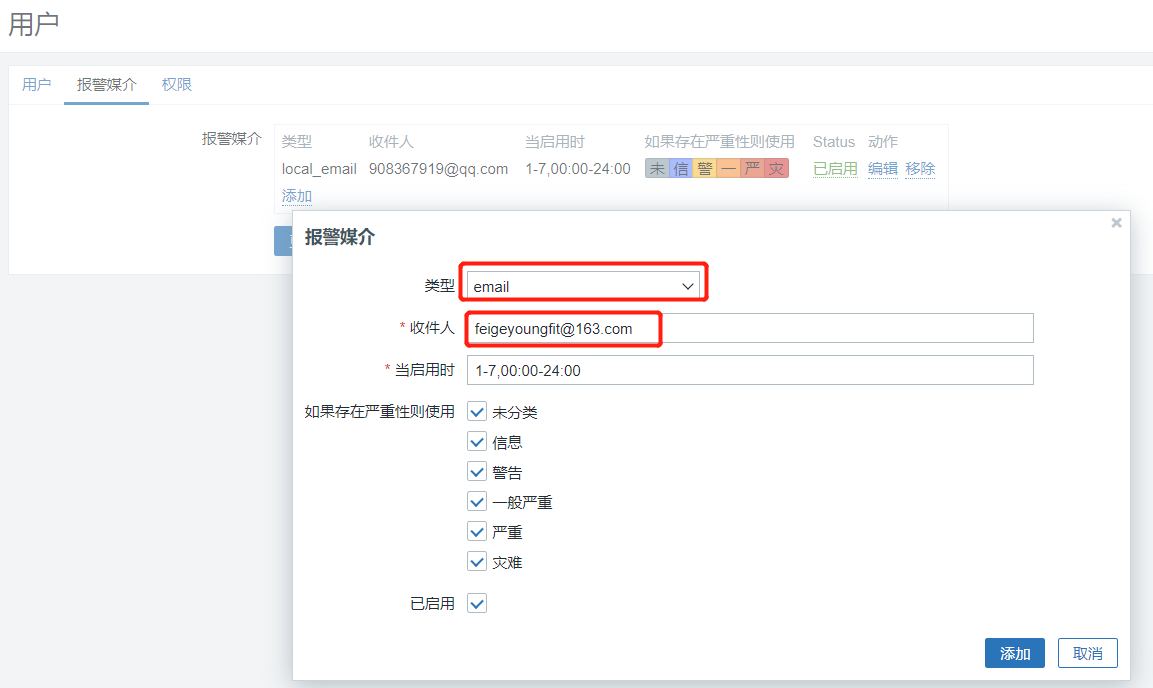 用户
用户 报警媒介 权限
报警媒介 类型 收件人 当启用时 如果存在严重性则使用 Status 动作
local_email 908367919@qq.com 1-7,00:00-24:00 未 信 警 一 严 灾 已启用 编辑 移除
添加
报警媒介
类型 email
* 收件人 feigeyoungfit@163.com
* 当启用时 1-7,00:00-24:00
如果存在严重性则使用 未分类
信息
警告
一般严重
严重
灾难
已启用
添加 取消